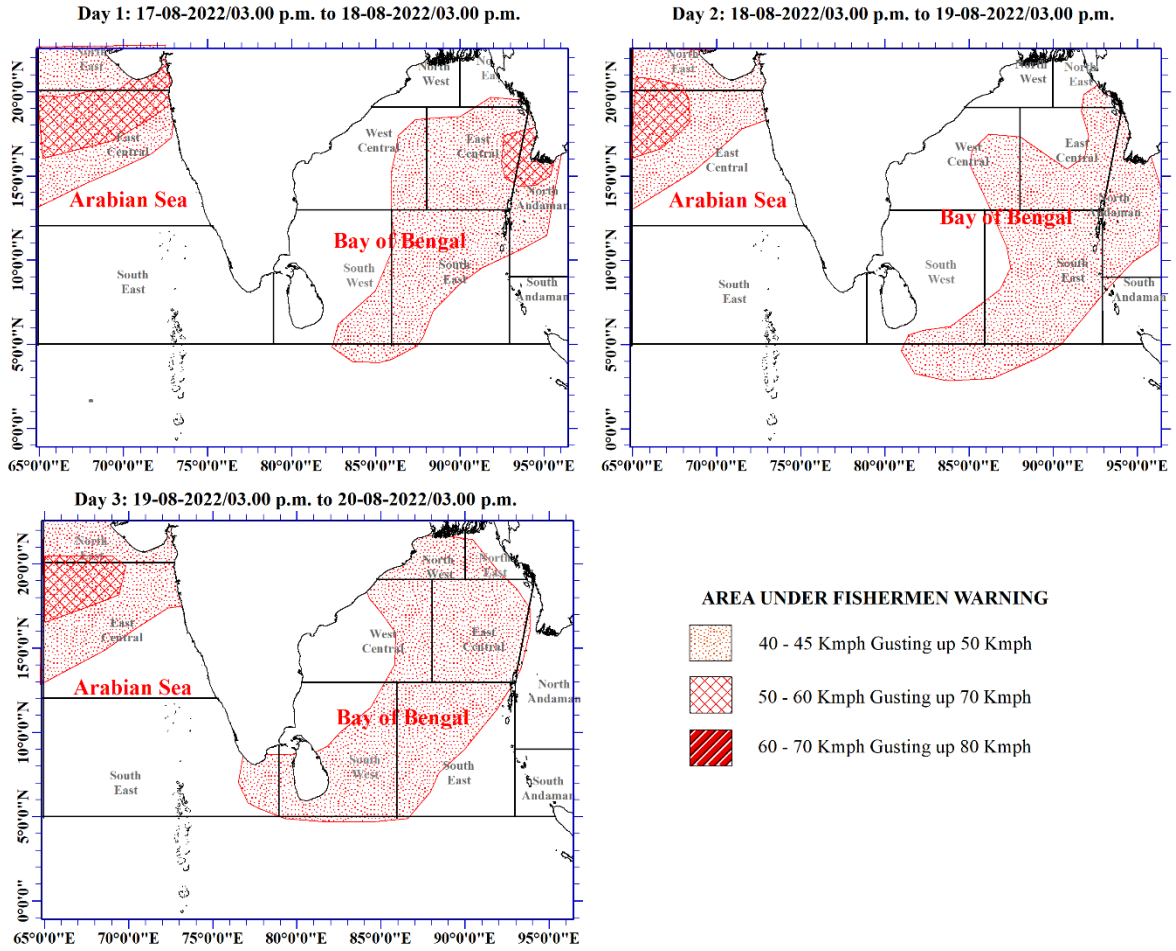 Day 1: 17-08-2022/03.00 p.m. to 18-08-2022/03.00 p.m.
North
East
North
West
East
20°0'0"N
15°0'0"N
10°0'0"N
5°0'0"N
0°0'0"
East
Central
West
Central
East
Central
Arabian Sea
North
Andaman
Bay of Bengal
South
East
South
West
South
East
South
Andaman
65°0'0"E 70°0'0"E 75°0'0"E 80°0'0"E 85°0'0"E 90°0'0"E 95°0'0"E
Day 2: 18-08-2022/03.00 p.m. to 19-08-2022/03.00 p.m.
North
East
North
West
North
East
20°0'0"N
15°0'0"N
10°0'0"N
5°0'0"N
0°0'0"
East
Central
West
Central
East
Central
Arabian Sea
North
Andaman
Bay of Bengal
South
East
South
West
South
East
South
Andaman
65°0'0"E 70°0'0"E 75°0'0"E 80°0'0"E 85°0'0"E 90°0'0"E 95°0'0"E
Day 3: 19-08-2022/03.00 p.m. to 20-08-2022/03.00 p.m.
North
East
North
West
North
East
20°0'0"N
15°0'0"N
10°0'0"N
5°0'0"N
0°0'0"
East
Central
West
Central
East
Central
Arabian Sea
North
Andaman
Bay of Bengal
South
East
South
West
South
East
South
Andaman
65°0'0"E 70°0'0"E 75°0'0"E 80°0'0"E 85°0'0"E 90°0'0"E 95°0'0"E
AREA UNDER FISHERMEN WARNING
40 - 45 Kmph Gusting up 50 Kmph
50 - 60 Kmph Gusting up 70 Kmph
60 - 70 Kmph Gusting up 80 Kmph